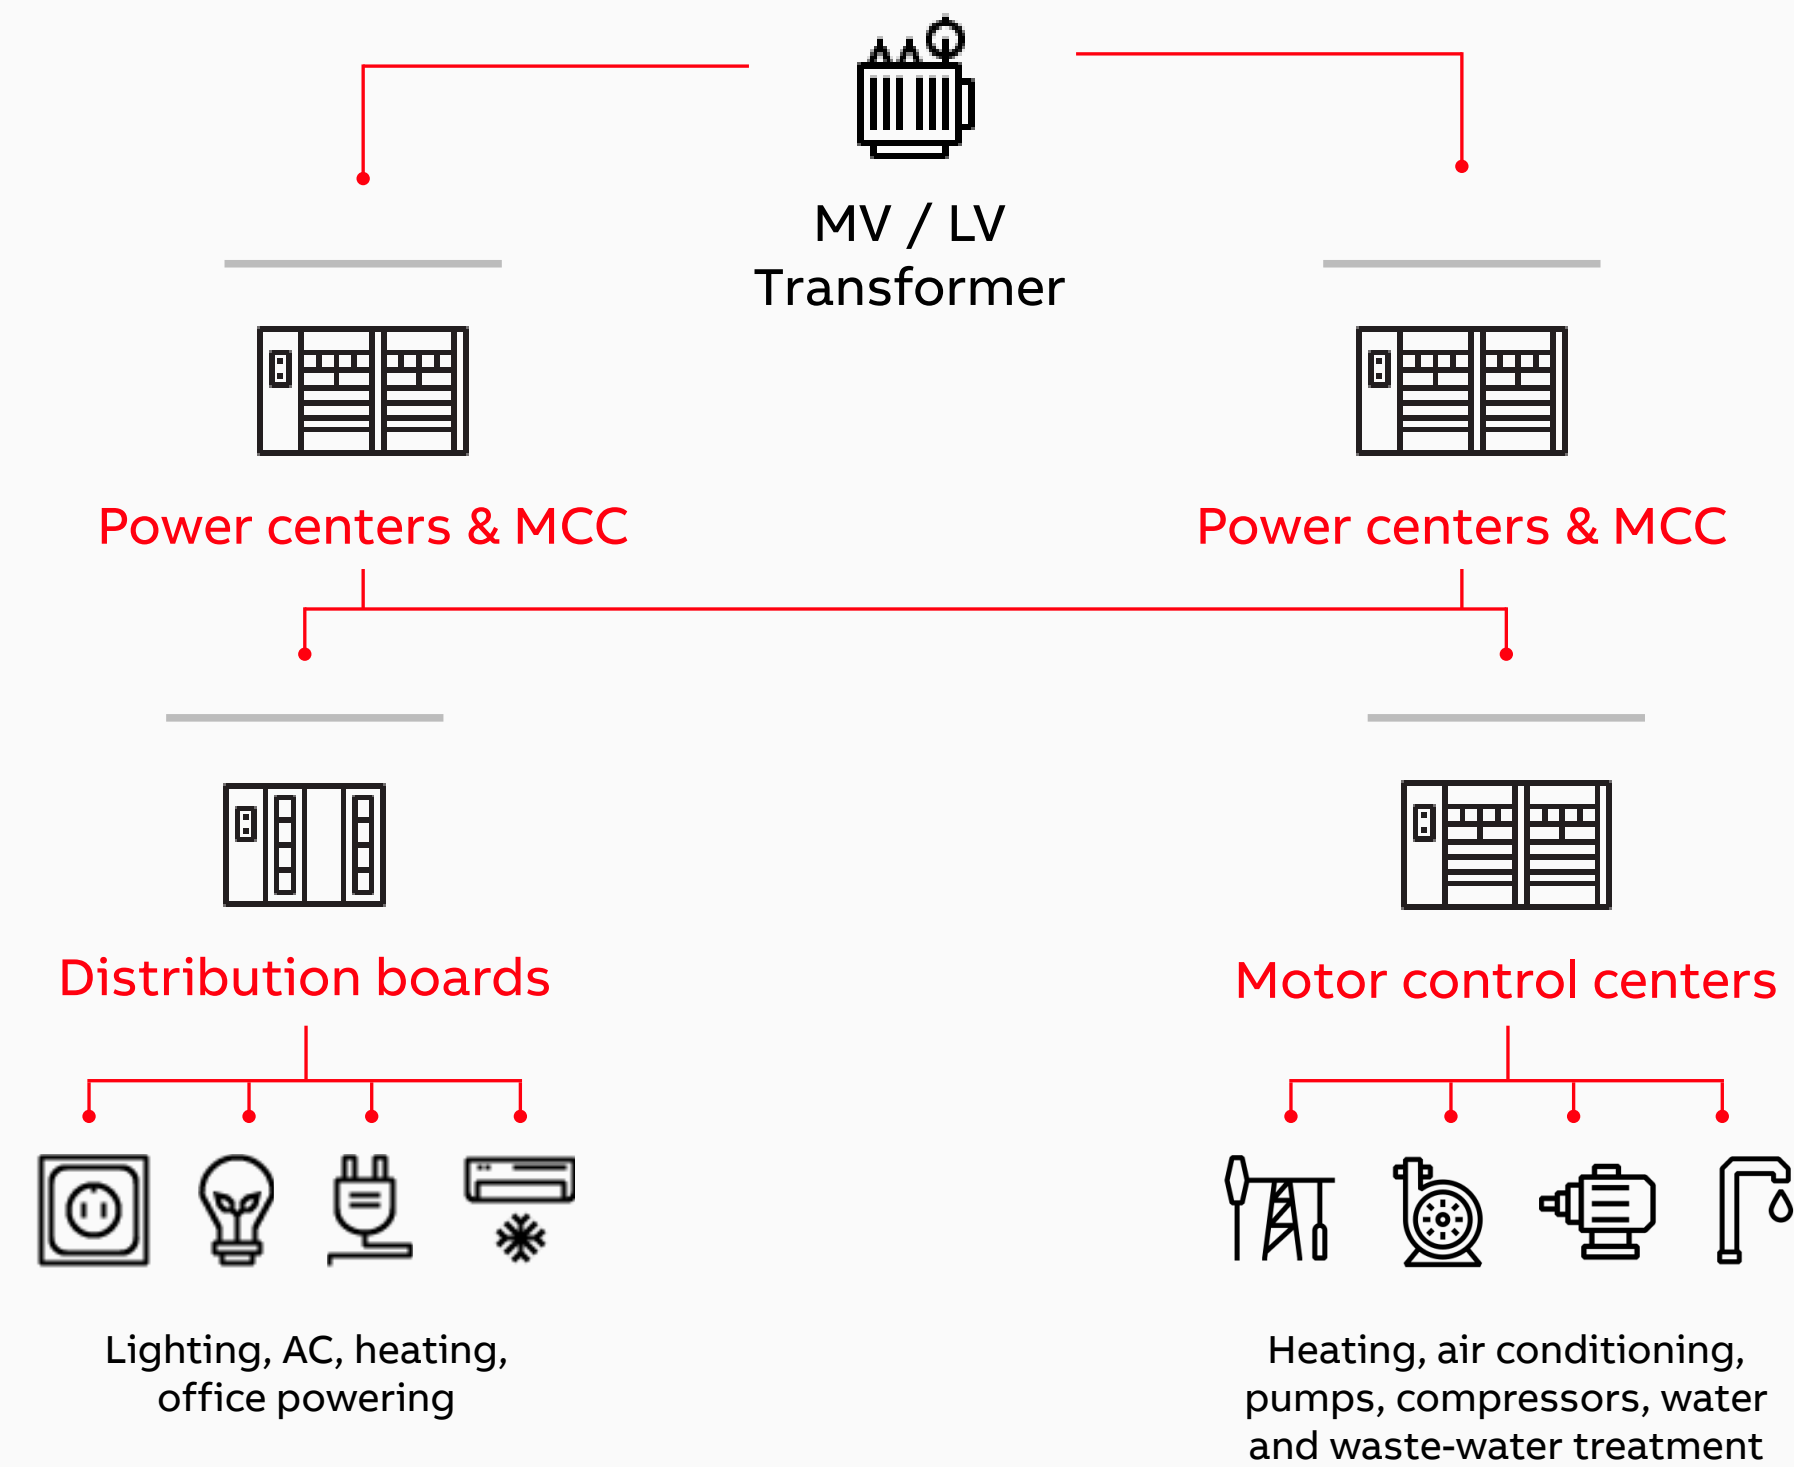 MV / LV
Transformer
Power centers & MCC
Power centers & MCC
Distribution boards
Motor control centers
Lighting, AC, heating,
office powering
Heating, air conditioning,
pumps, compressors, water
and waste-water treatment